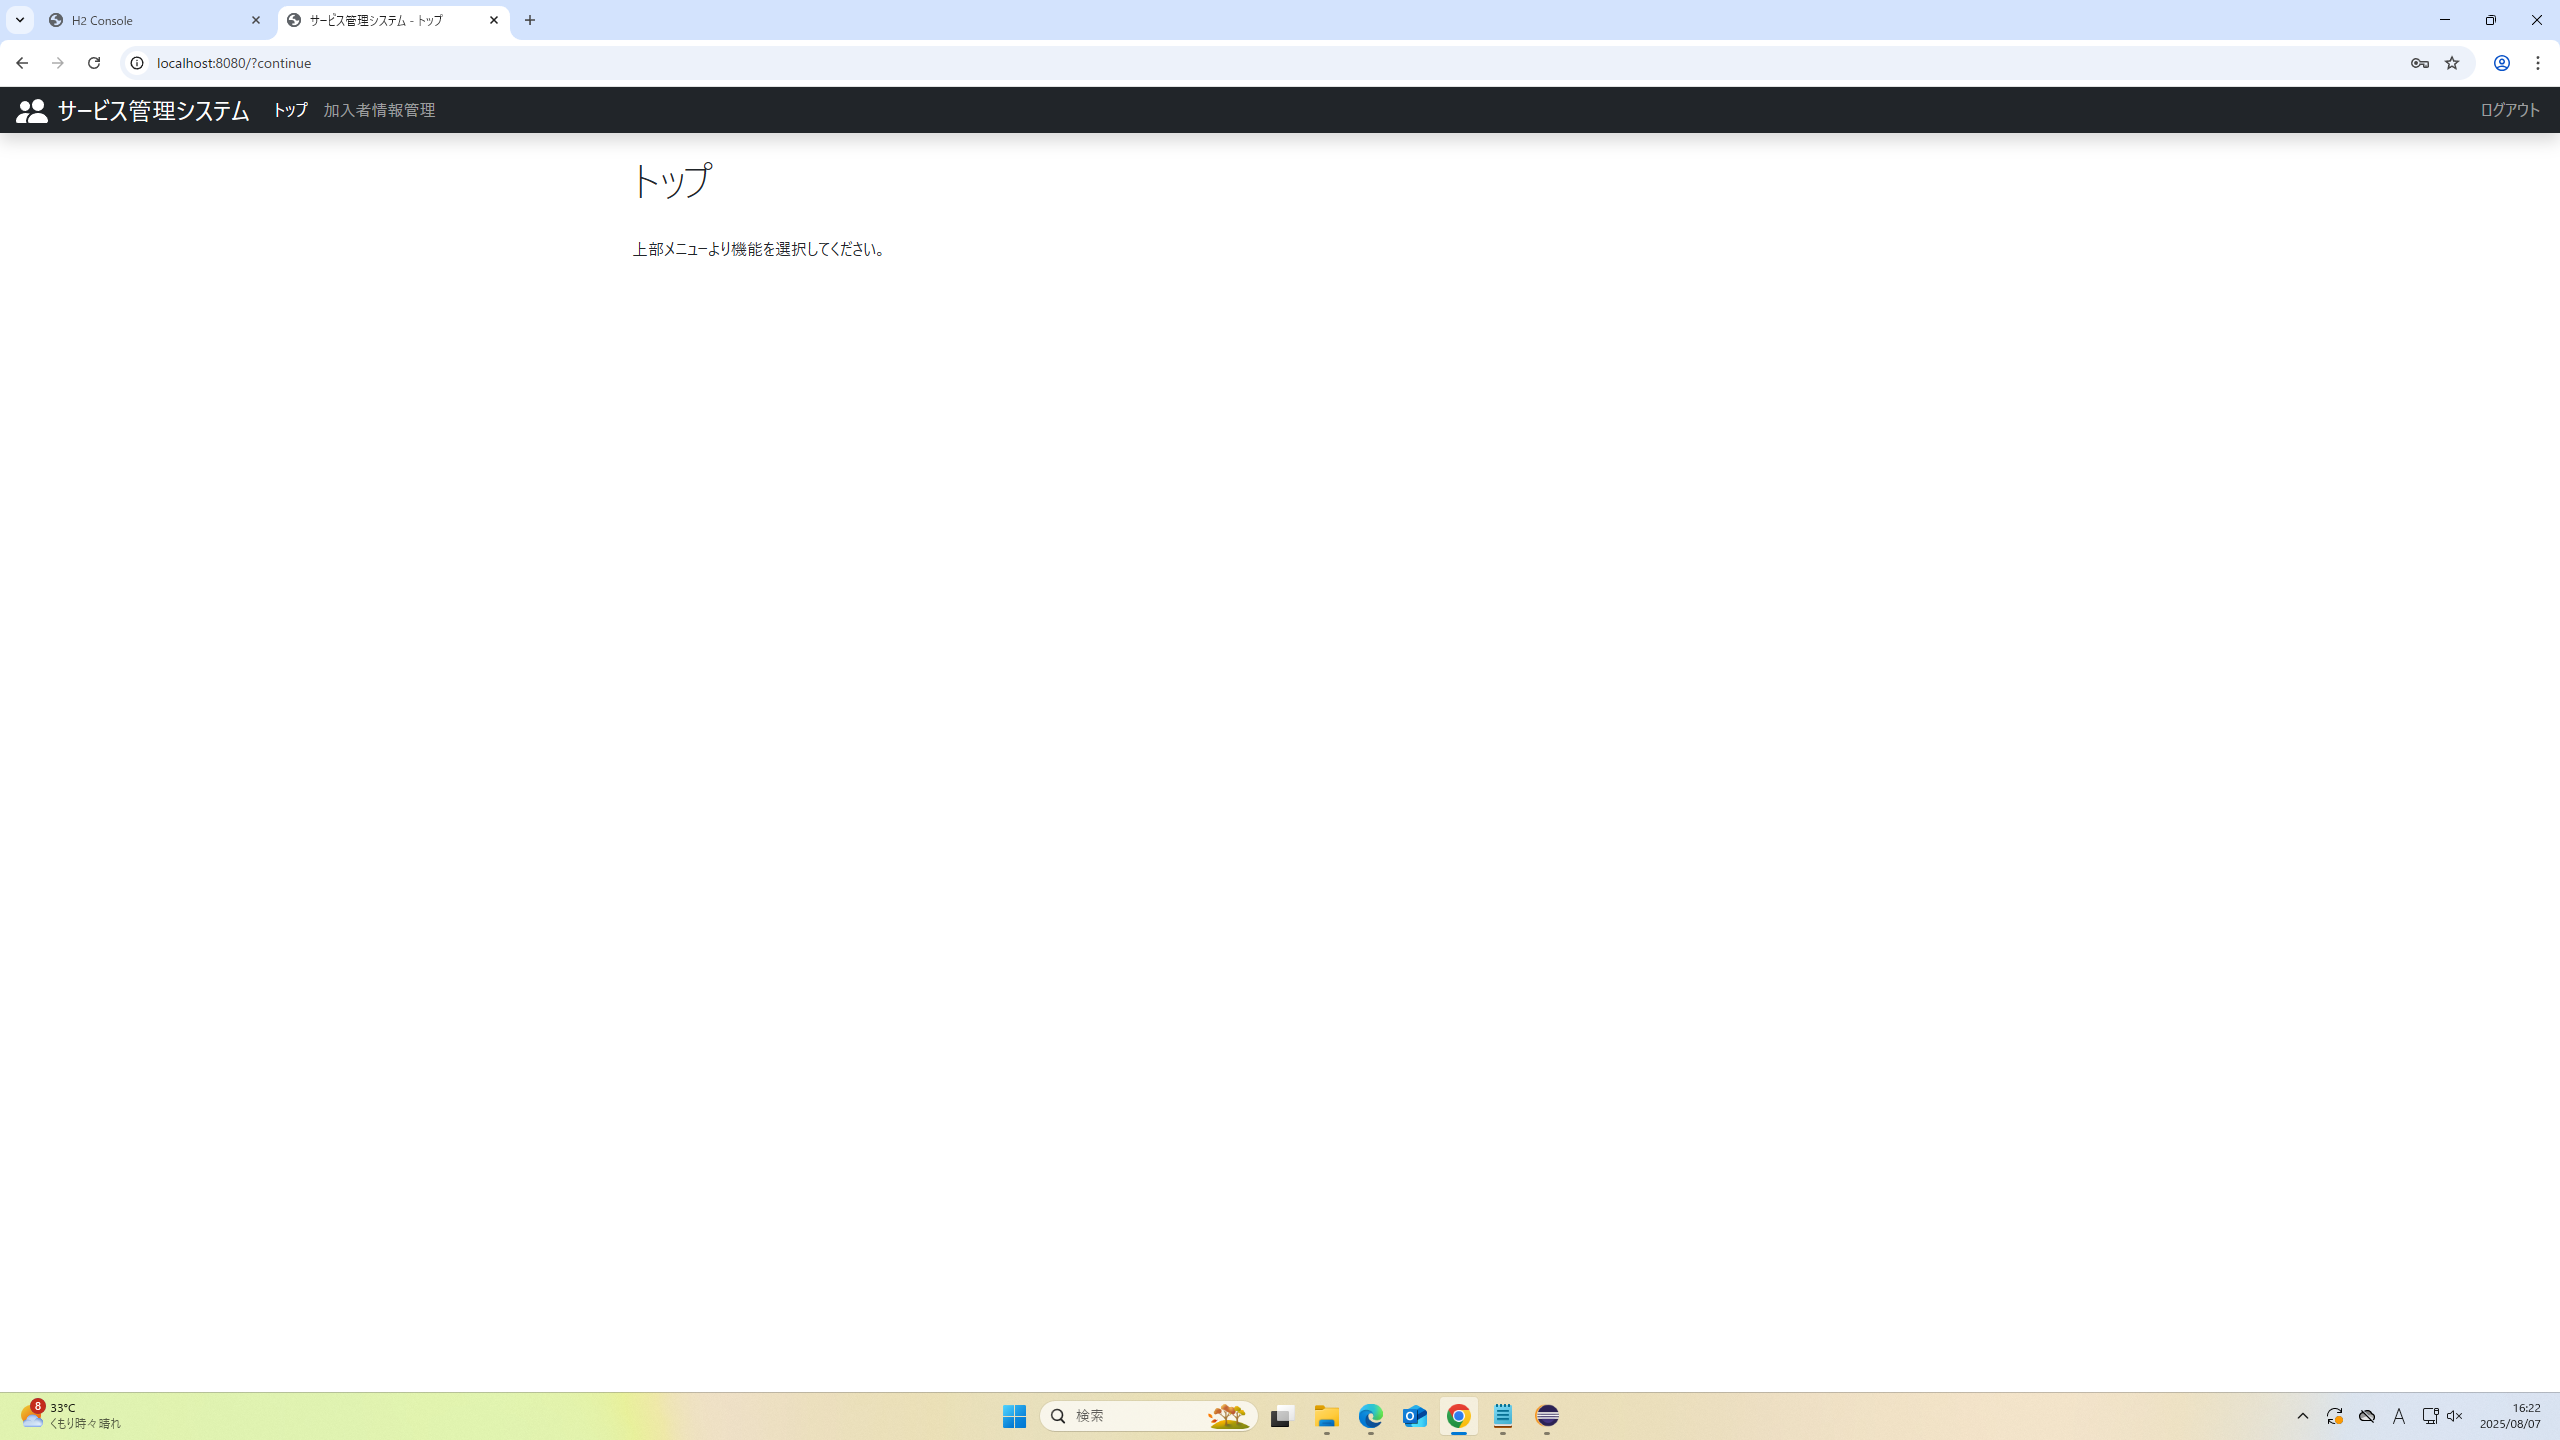 H2 Console
サービス管理システム - トップ
localhost:8080/?continue
サービス管理システム トップ 加入者情報管理 ログアウト
トップ
上部メニューより機能を選択してください。
8
33°C
くもり時々晴れ
検索
A
16:22
2025/08/07